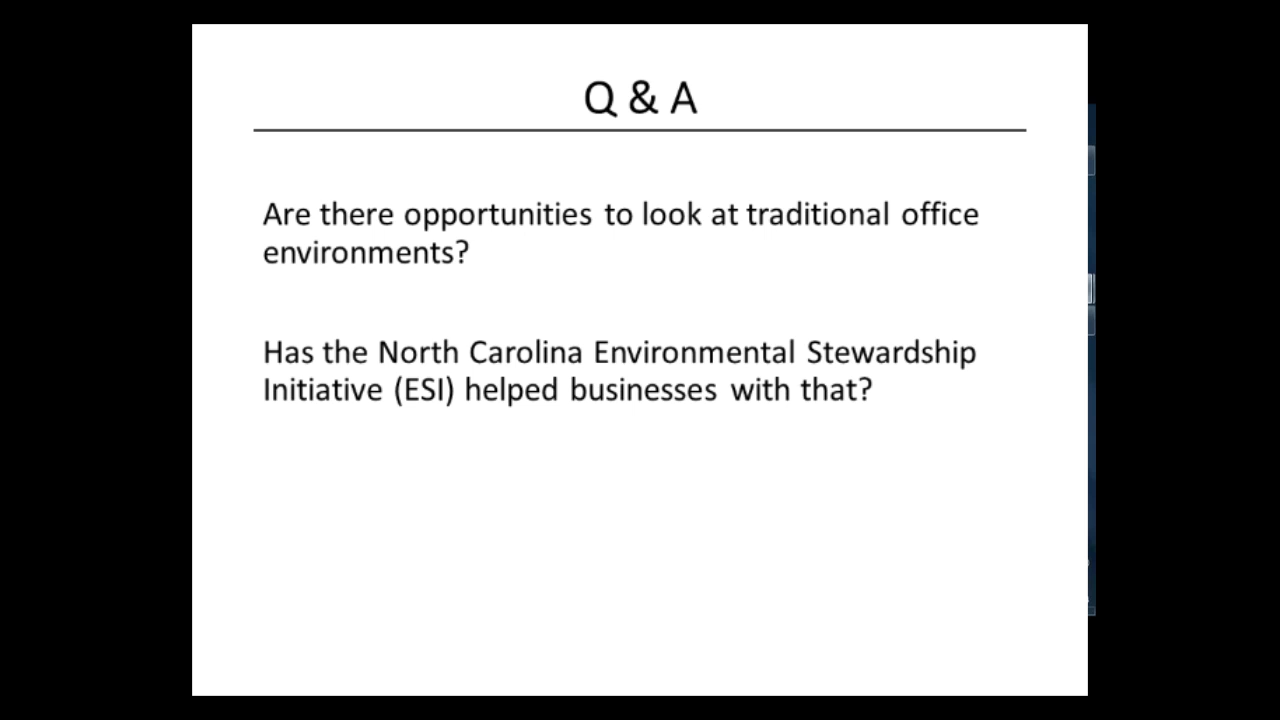 Q & A
Are there opportunities to look at traditional office
environments?
Has the North Carolina Environmental Stewardship
Initiative (ESI) helped businesses with that?